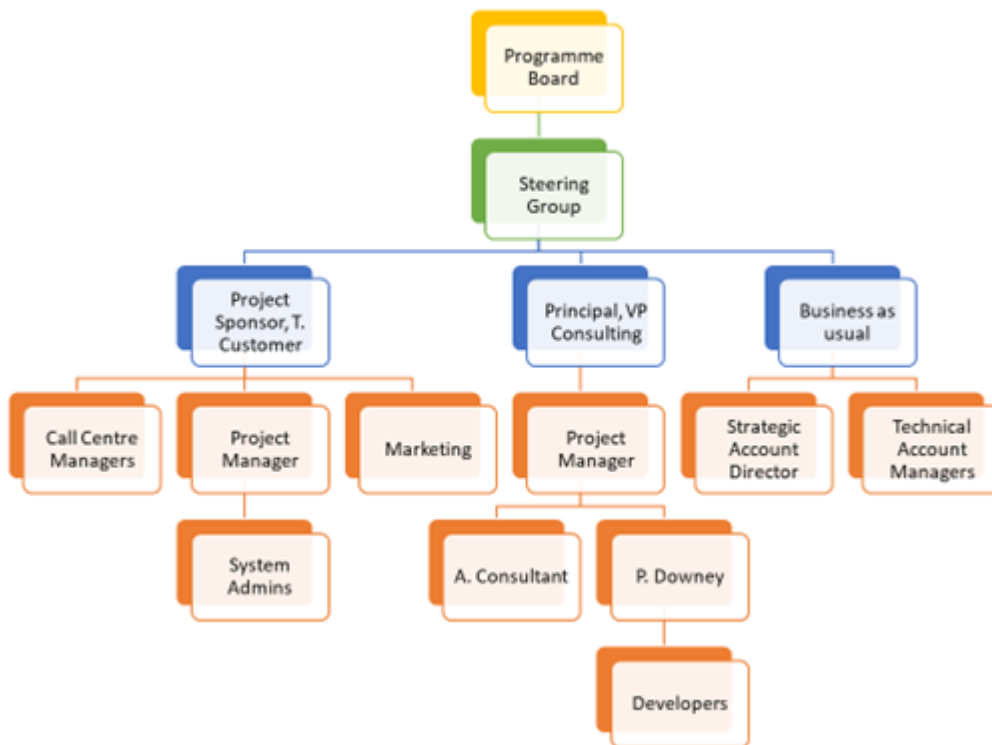 Programme
Board
Steering
Group
Project
Sponsor, T.
Customer
Principal, VP
Consulting
Business as
usual
Call Centre
Managers
Project
Manager
Marketing
Project
Manager
Strategic
Account
Director
Technical
Account
Managers
System
Admins
A. Consultant
P. Downey
Developers